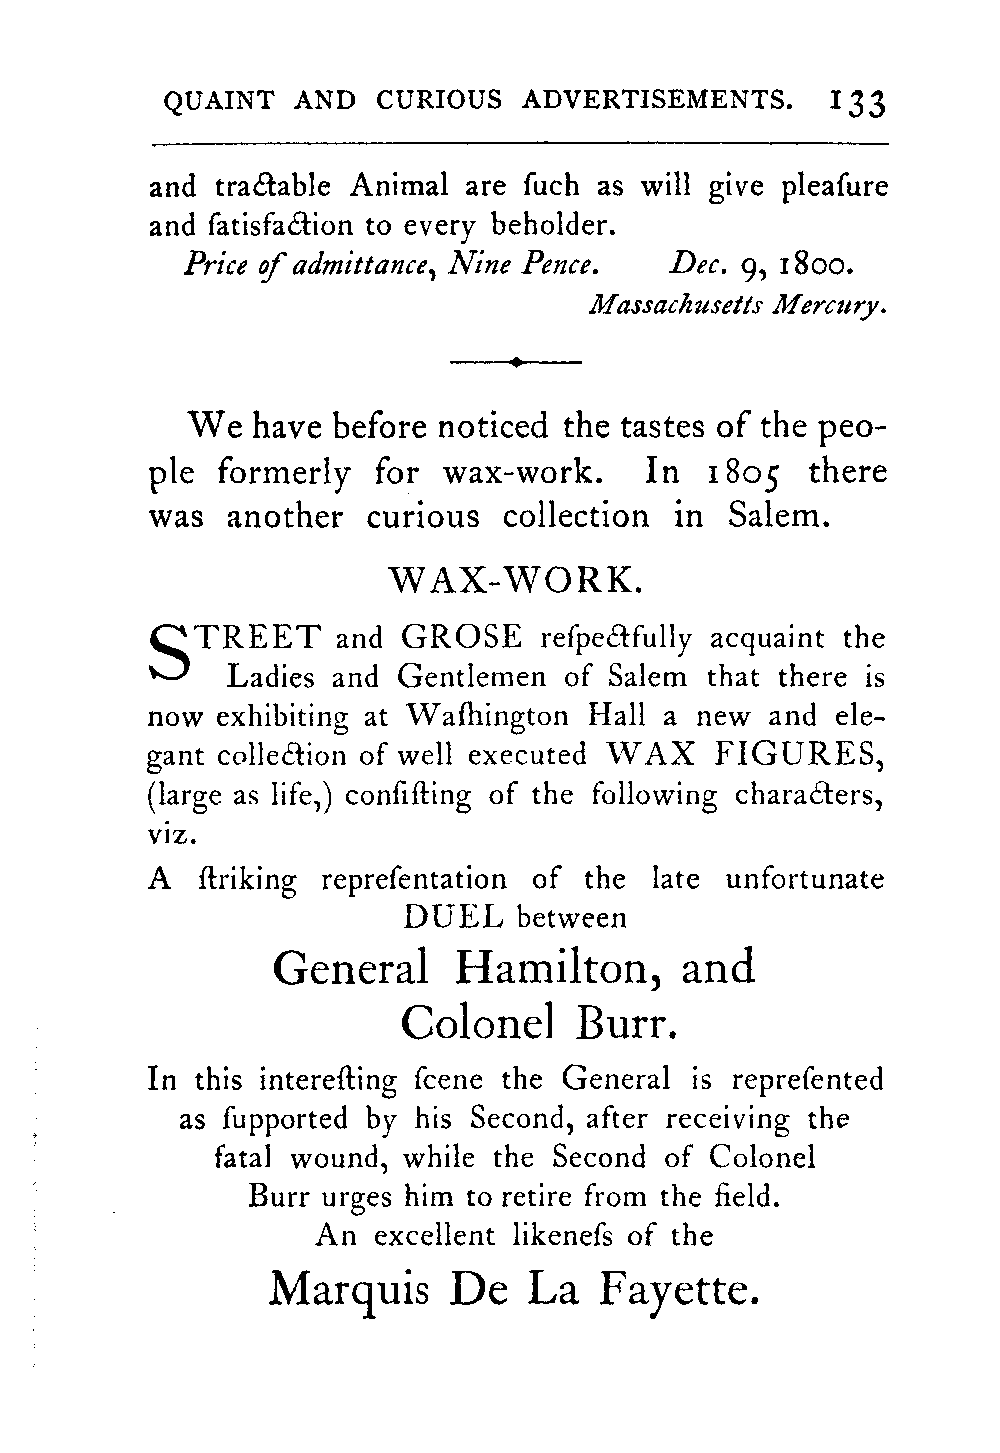 QUAINT AND CURIOUS ADVERTISEMENTS. 133
and tractable Animal are ſuch as will give pleaſure
and ſatisfaction to every beholder.
Price of admittance, Nine Pence. Dec. 9, 1800.
Massachusetts Mercury.
We have before noticed the tastes of the peo-
ple formerly for wax-work. In 1805 there
was another curious collection in Salem.
WAX-WORK.
STREET and GROSE reſpectfully acquaint the
Ladies and Gentlemen of Salem that there is
now exhibiting at Waſhington Hall a new and ele-
gant collection of well executed WAX FIGURES,
(large as life,) conſiſting of the following characters,
viz.
A ſtriking repreſentation of the late unfortunate
DUEL between
General Hamilton, and
Colonel Burr.
In this intereſting ſcene the General is repreſented
as ſupported by his Second, after receiving the
fatal wound, while the Second of Colonel
Burr urges him to retire from the field.
An excellent likeneſs of the
Marquis De La Fayette.